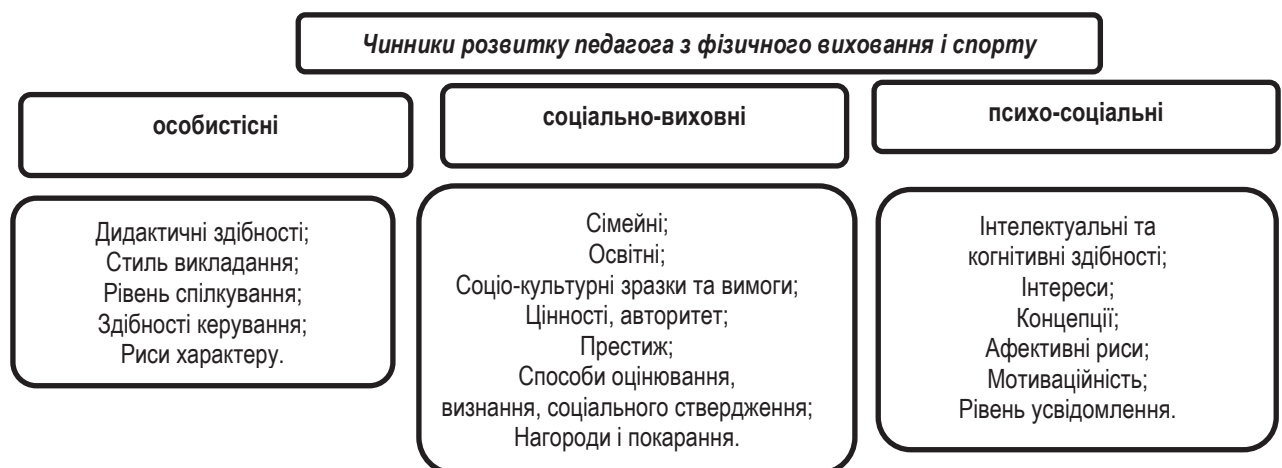 Чинники розвитку педагога з фізичного виховання і спорту
особистісні
соціально-виховні
психо-соціальні
Дидактичні здібності;
Стиль викладання;
Рівень спілкування;
Здібності керування;
Риси характеру.
Сімейні;
Освітні;
Соціо-культурні зразки та вимоги;
Цінності, авторитет;
Престиж;
Способи оцінювання,
визнання, соціального ствердження;
Нагороди і покарання.
Інтелектуальні та
когнітивні здібності;
Інтереси;
Концепції;
Афективні риси;
Мотиваційність;
Рівень усвідомлення.